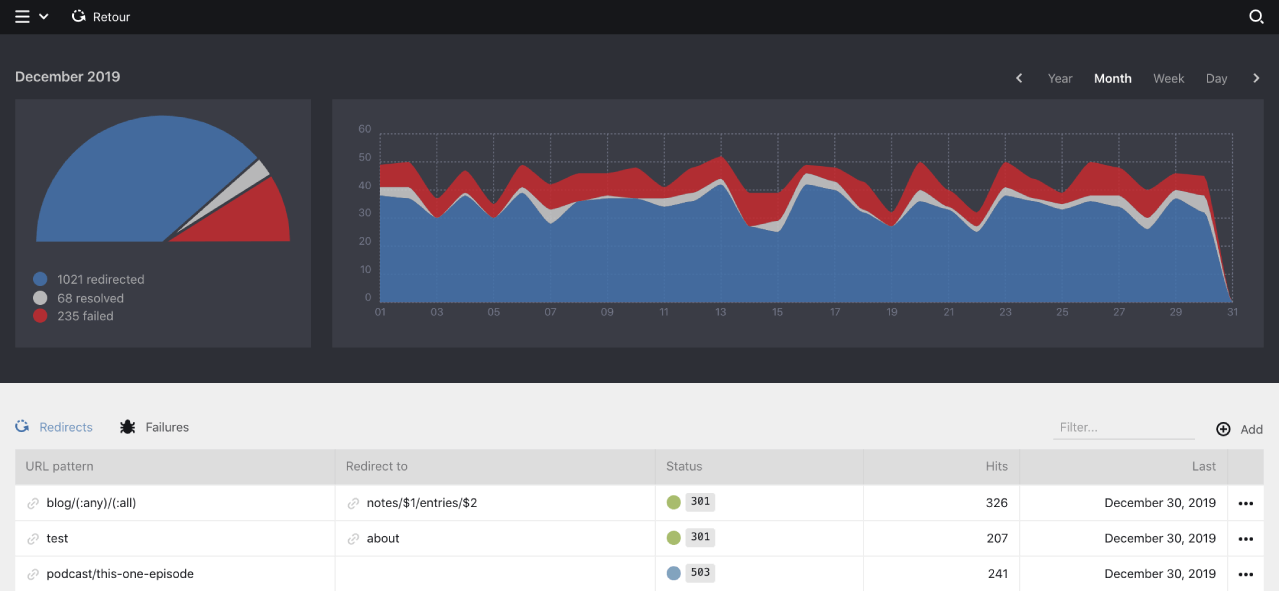 Retour
December 2019
Year Month Week Day
1021 redirected
68 resolved
235 failed
60
50
40
30
20
10
0
01 03 05 07 09 11 13 15 17 19 21 23 25 27 29 31
Redirects Failures Filter... Add
URL pattern Redirect to Status Hits Last
blog/(:any)/(:all) notes/$1/entries/$2 301 326 December 30, 2019
test about 301 207 December 30, 2019
podcast/this-one-episode 503 241 December 30, 2019